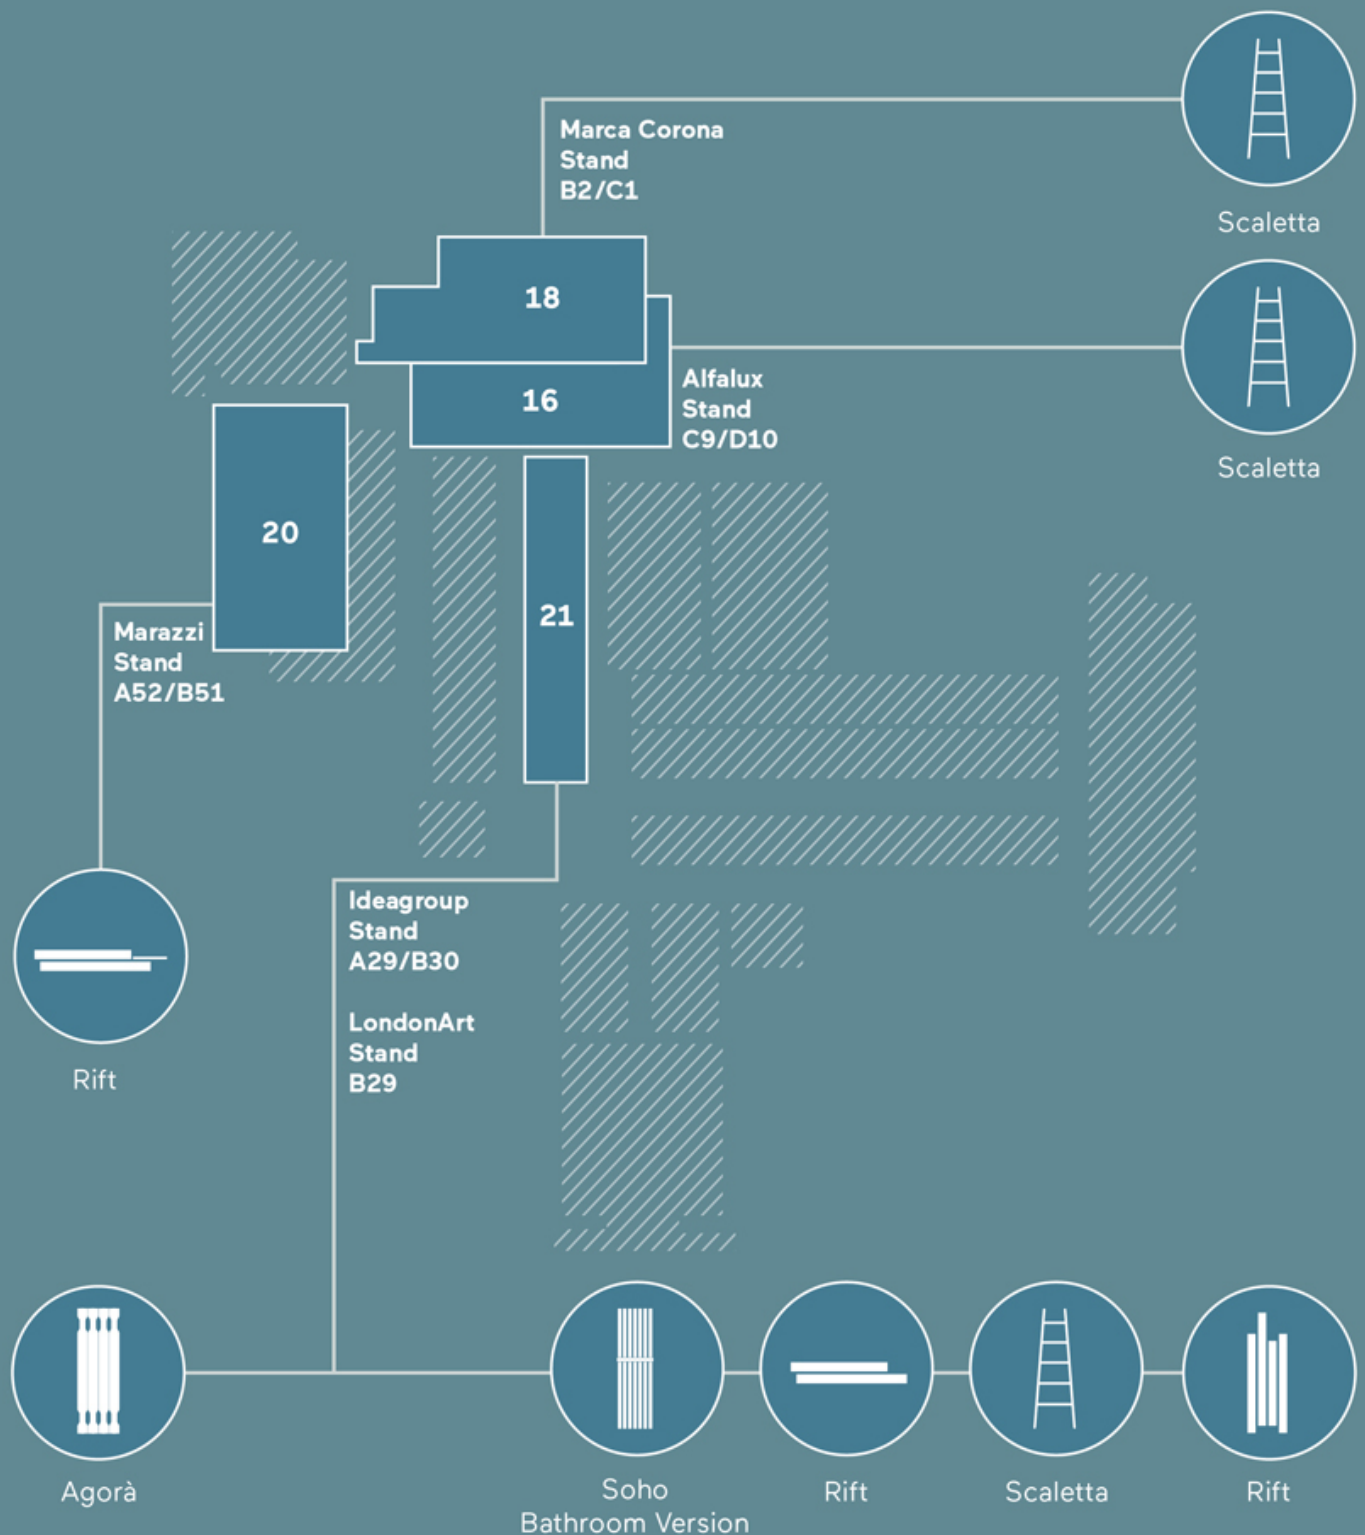 Marca Corona
Stand
B2/C1
Scaletta
18
16
Alfalux
Stand
C9/D10
Scaletta
20
21
Marazzi
Stand
A52/B51
Ideagroup
Stand
A29/B30
LondonArt
Stand
B29
Rift
Agorà
Soho
Bathroom Version
Rift
Scaletta
Rift